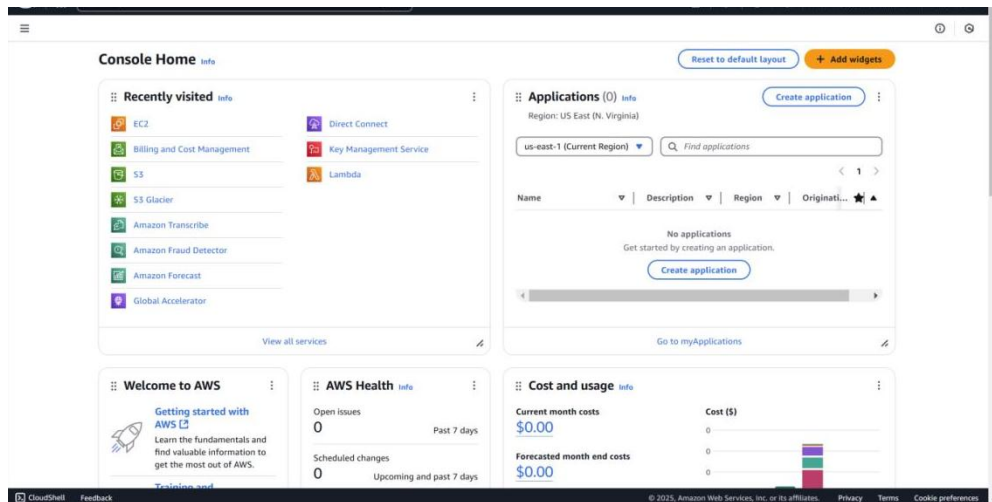 Console Home Info
Reset to default layout
+ Add widgets
Recently visited Info
EC2
Billing and Cost Management
S3
S3 Glacier
Amazon Transcribe
Amazon Fraud Detector
Amazon Forecast
Global Accelerator
Direct Connect
Key Management Service
Lambda
View all services
Applications (0) Info
Create application
Region: US East (N. Virginia)
us-east-1 (Current Region)
Find applications
1
Name
Description
Region
Originati...
No applications
Get started by creating an application.
Create application
Go to myApplications
Welcome to AWS
Getting started with
AWS
Learn the fundamentals and
find valuable information to
get the most out of AWS.
Training and
AWS Health Info
Open issues
0 Past 7 days
Scheduled changes
0 Upcoming and past 7 days
Cost and usage Info
Current month costs
$0.00
Forecasted month end costs
$0.00
Cost ($)
0
0
0
CloudShell Feedback
© 2025, Amazon Web Services, Inc. or its affiliates. Privacy Terms Cookie preferences